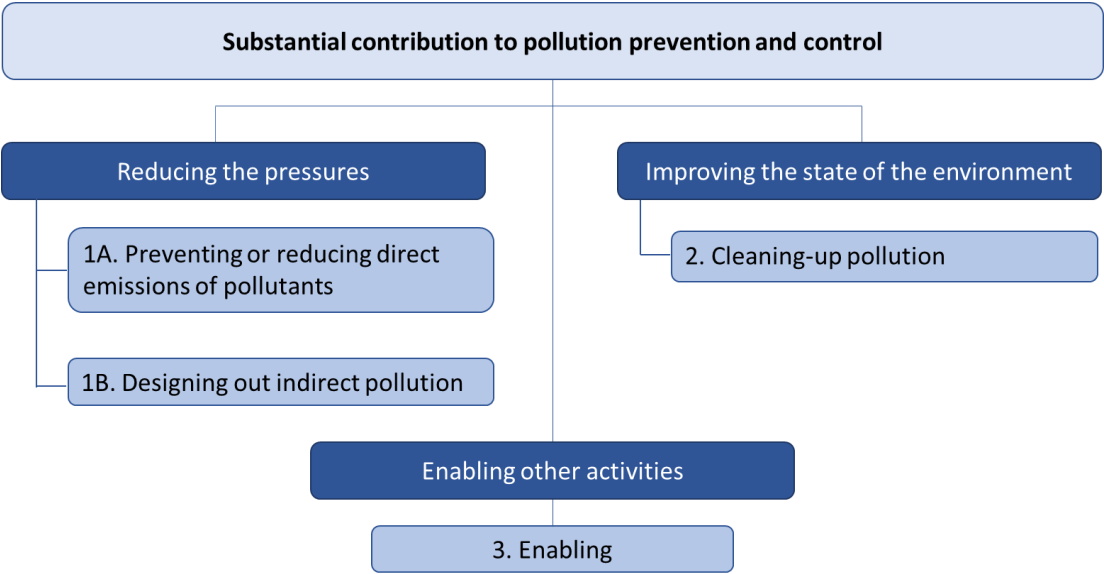 Substantial contribution to pollution prevention and control
Reducing the pressures
1A. Preventing or reducing direct
emissions of pollutants
1B. Designing out indirect pollution
Improving the state of the environment
2. Cleaning-up pollution
Enabling other activities
3. Enabling